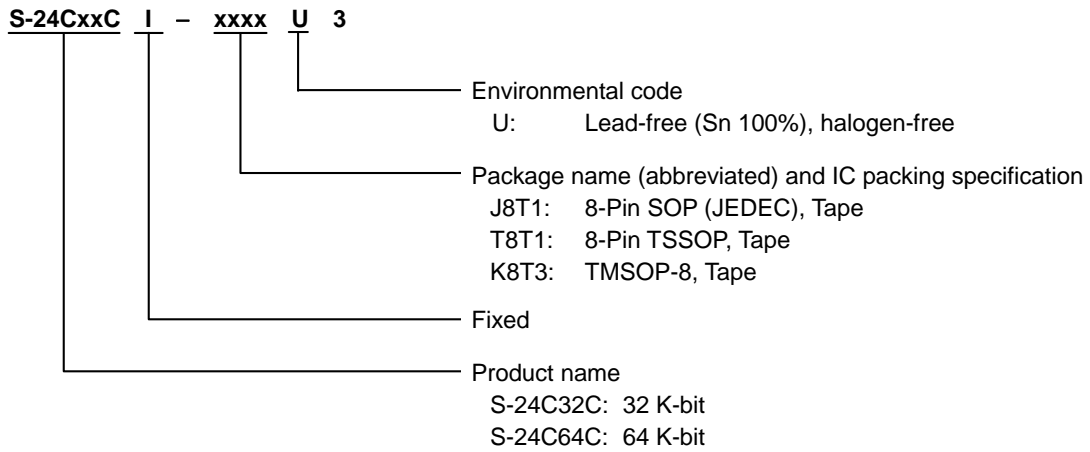 S-24CxxC I – xxxx U 3
Environmental code
U: Lead-free (Sn 100%), halogen-free
Package name (abbreviated) and IC packing specification
J8T1: 8-Pin SOP (JEDEC), Tape
T8T1: 8-Pin TSSOP, Tape
K8T3: TMSOP-8, Tape
Fixed
Product name
S-24C32C: 32 K-bit
S-24C64C: 64 K-bit